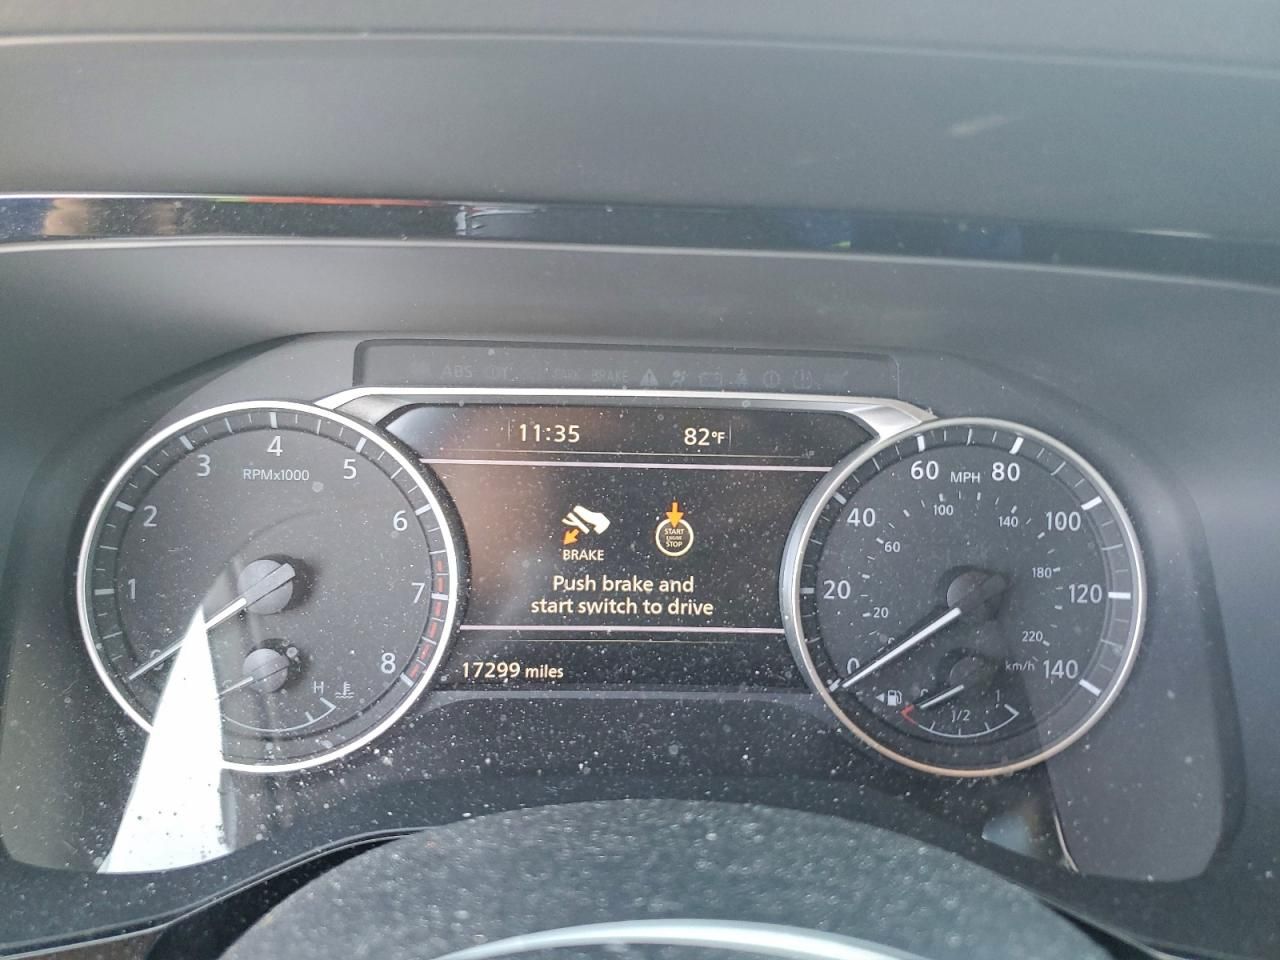 ABS PARK BRAKE
11:35 82°F
BRAKE
START ENGINE STOP
Push brake and
start switch to drive
17299 miles
RPMx1000
1 2 3 4 5 6 7 8
H
MPH
0 20 40 60 80 100 120 140
20 60 100 140 180 220
km/h
1/2 1